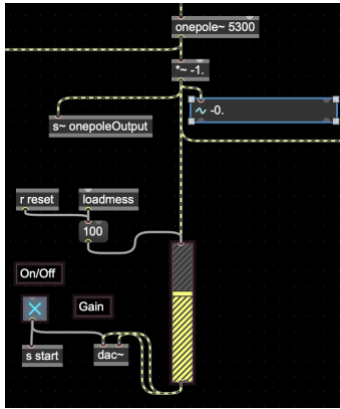 onepole~ 5300
*~ -1.
~ -0.
s~ onepoleOutput
r reset
loadmess
100
On/Off
Gain
s start
dac~